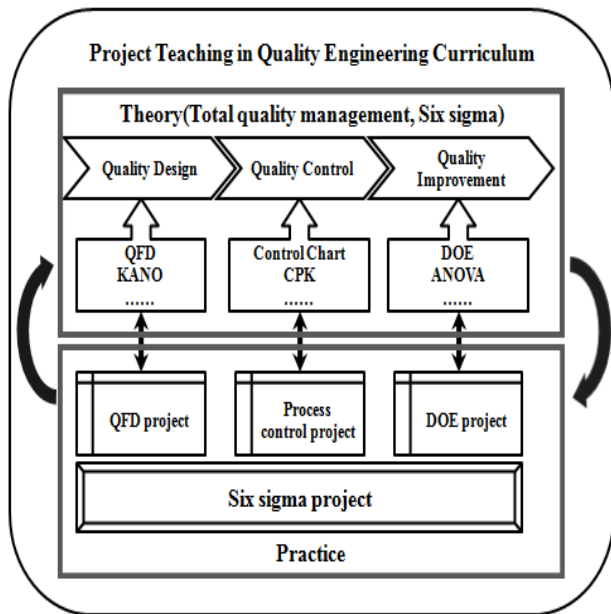 Project Teaching in Quality Engineering Curriculum
Theory(Total quality management, Six sigma)
Quality Design
Quality Control
Quality
Improvement
QFD
KANO
......
Control Chart
CPK
......
DOE
ANOVA
......
QFD project
Process
control project
DOE project
Six sigma project
Practice